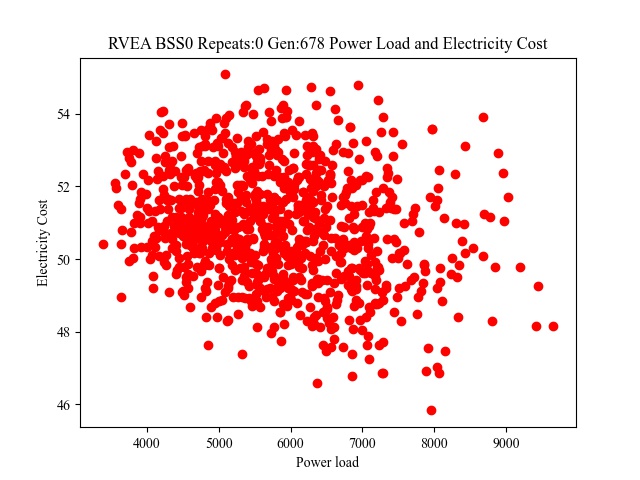 RVEA BSS0 Repeats:0 Gen:678 Power Load and Electricity Cost
54
52
50
48
46
Electricity Cost
4000 5000 6000 7000 8000 9000
Power load